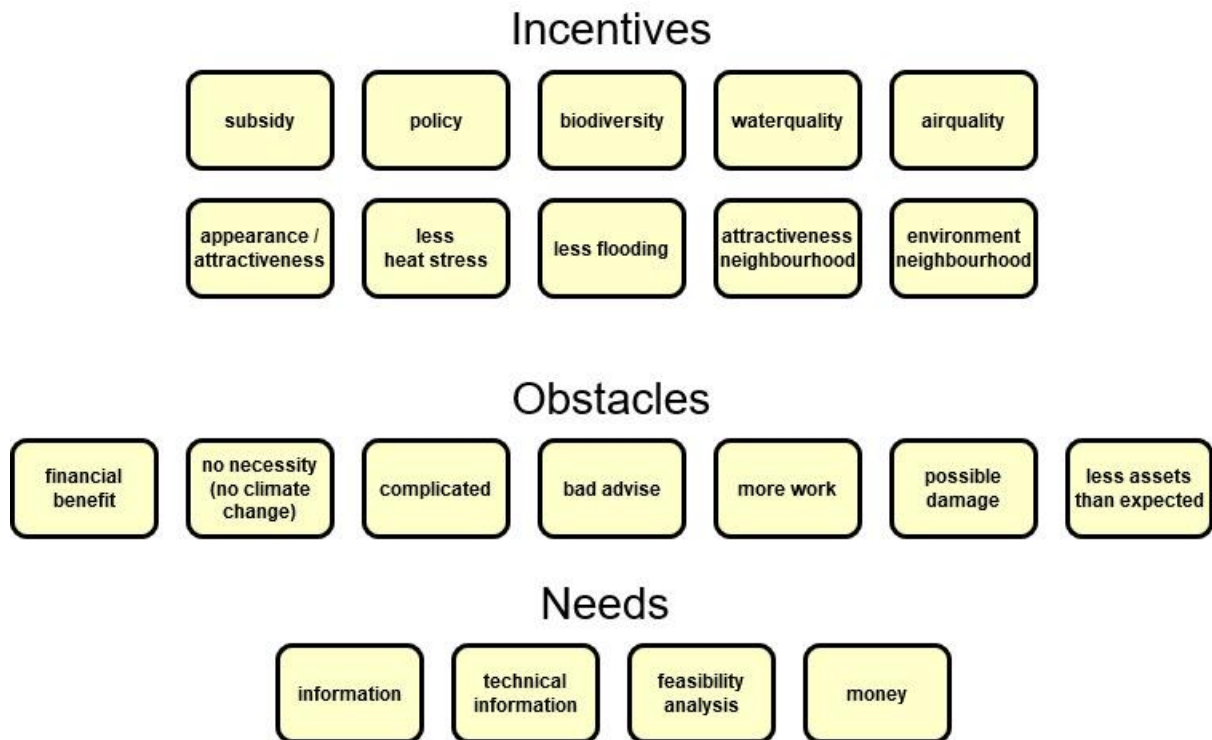 Incentives
subsidy
policy
biodiversity
waterquality
airquality
appearance /
attractiveness
less
heat stress
less flooding
attractiveness
neighbourhood
environment
neighbourhood
Obstacles
financial
benefit
no necessity
(no climate
change)
complicated
bad advise
more work
possible
damage
less assets
than expected
Needs
information
technical
information
feasibility
analysis
money